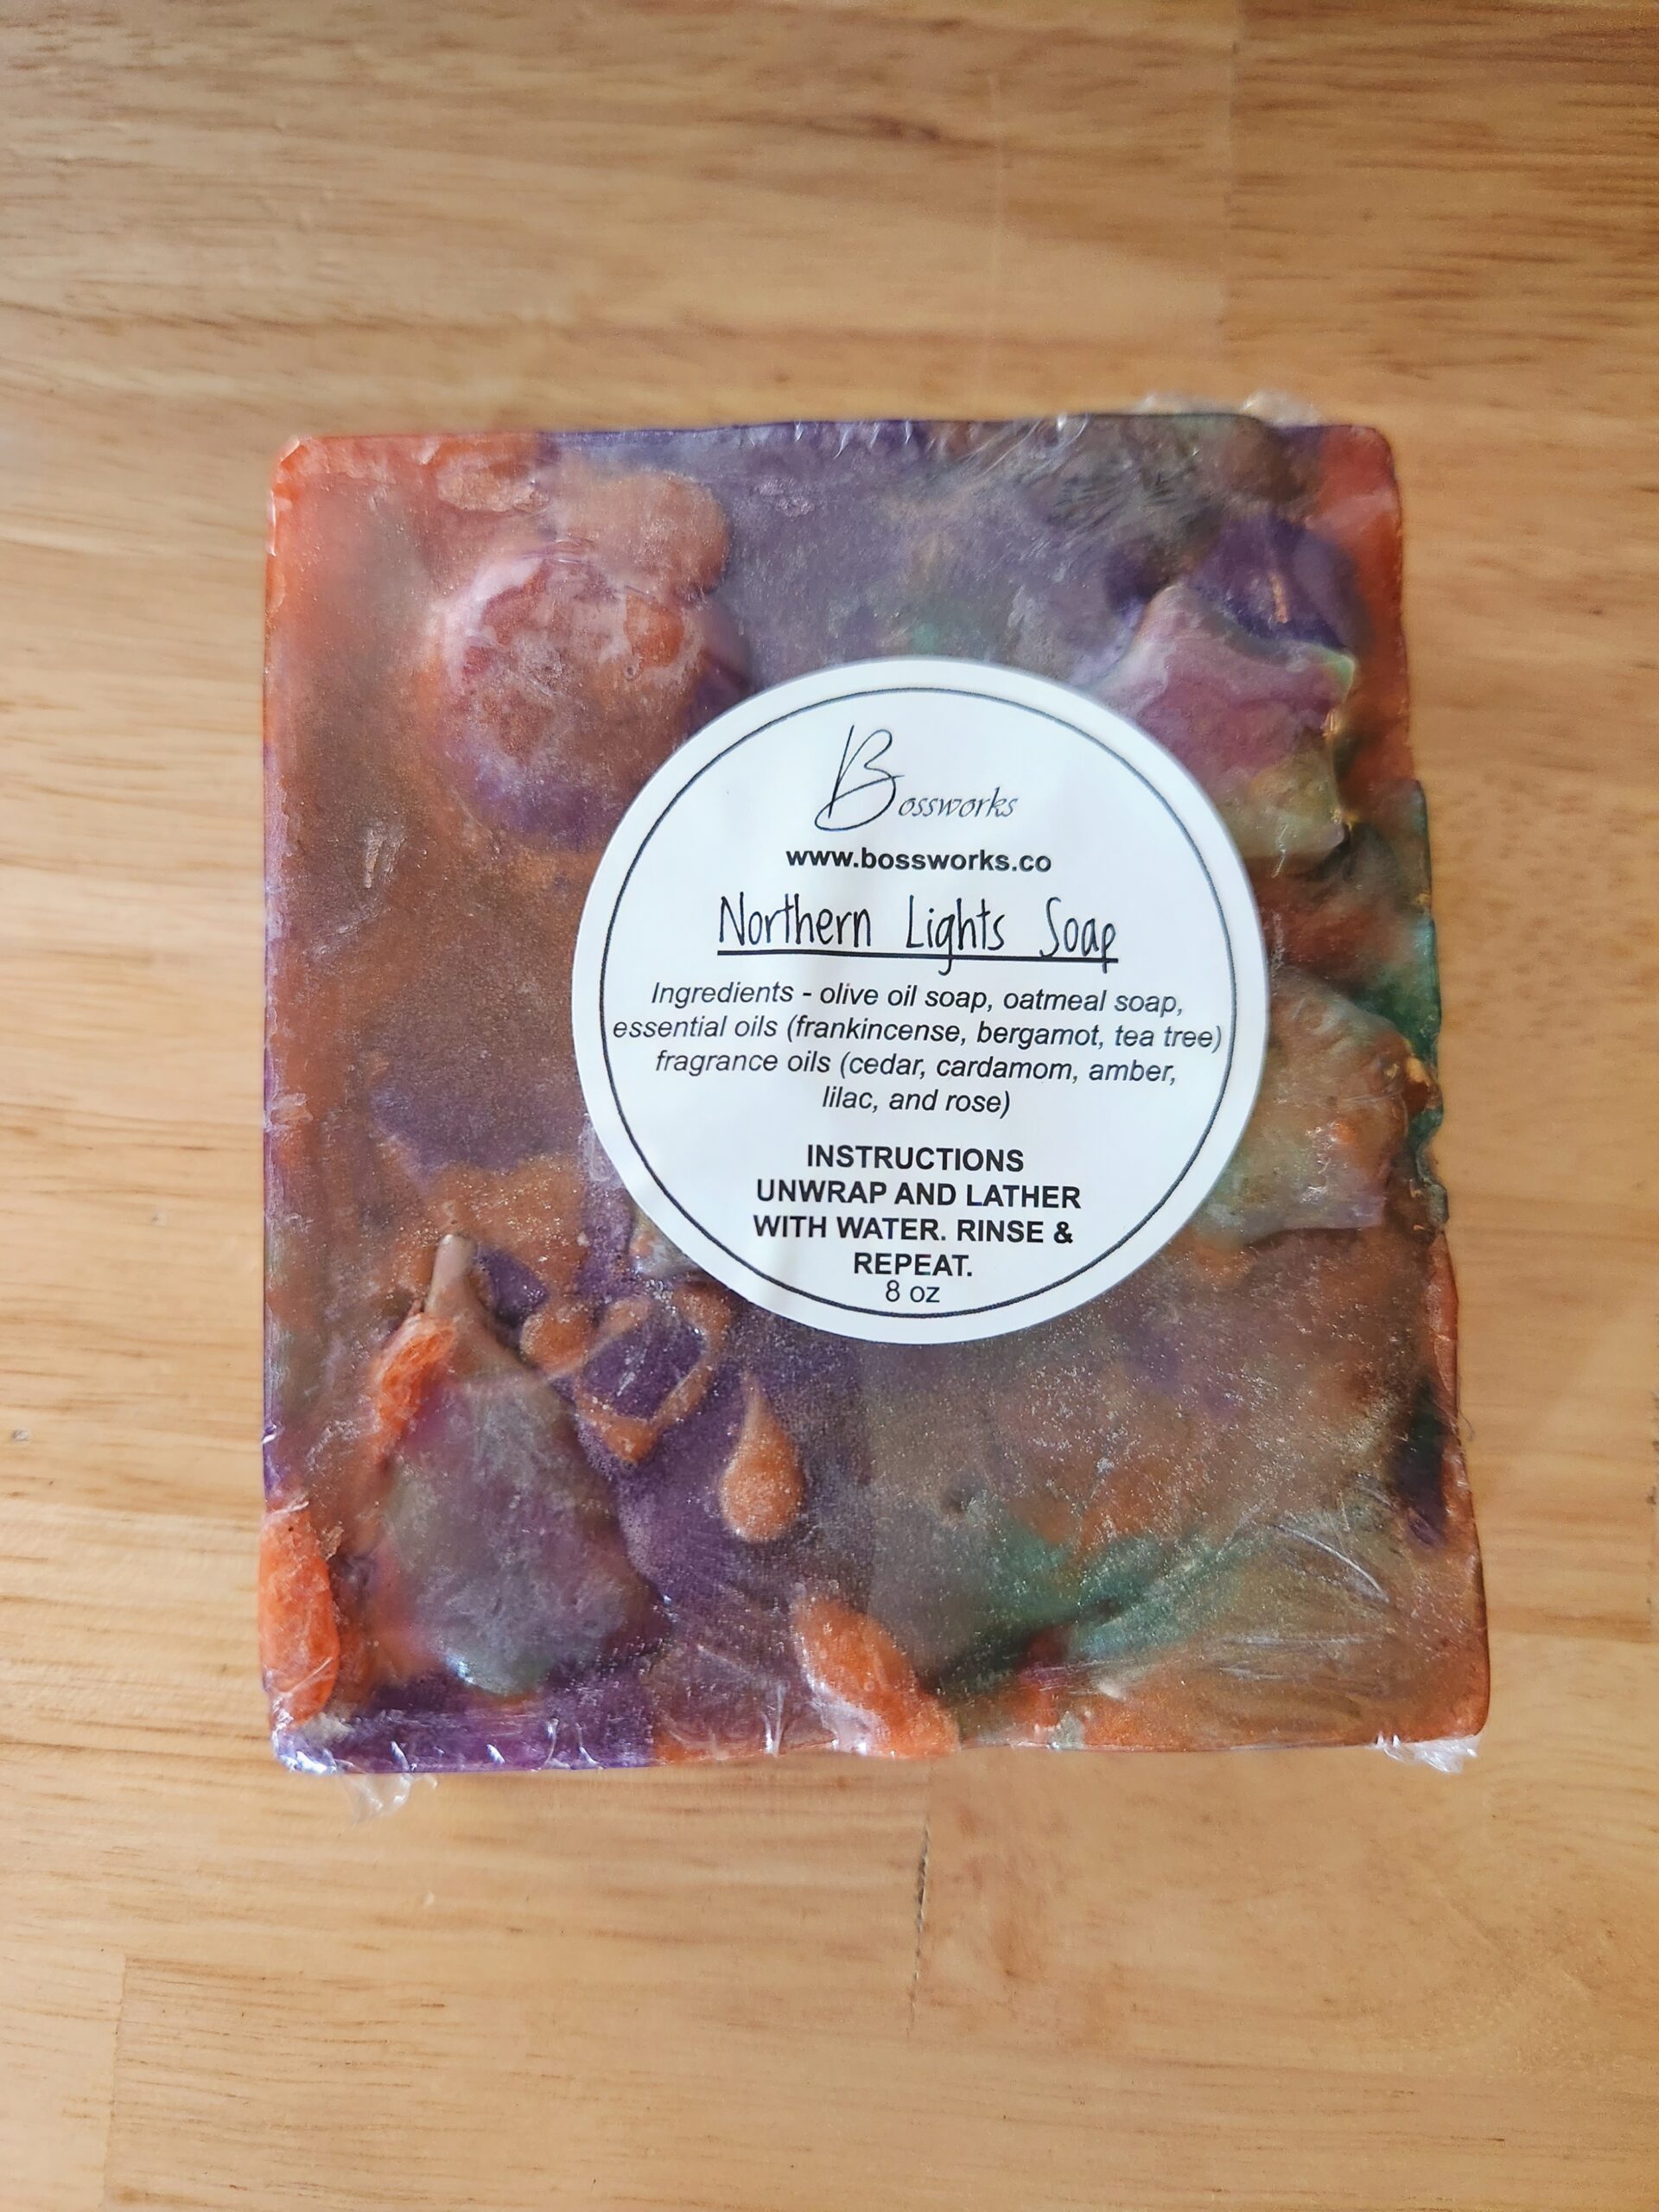 Bossworks
www.bossworks.co
Northern Lights Soap
Ingredients - olive oil soap, oatmeal soap,
essential oils (frankincense, bergamot, tea tree)
fragrance oils (cedar, cardamom, amber,
lilac, and rose)
INSTRUCTIONS
UNWRAP AND LATHER
WITH WATER. RINSE &
REPEAT.
8 oz